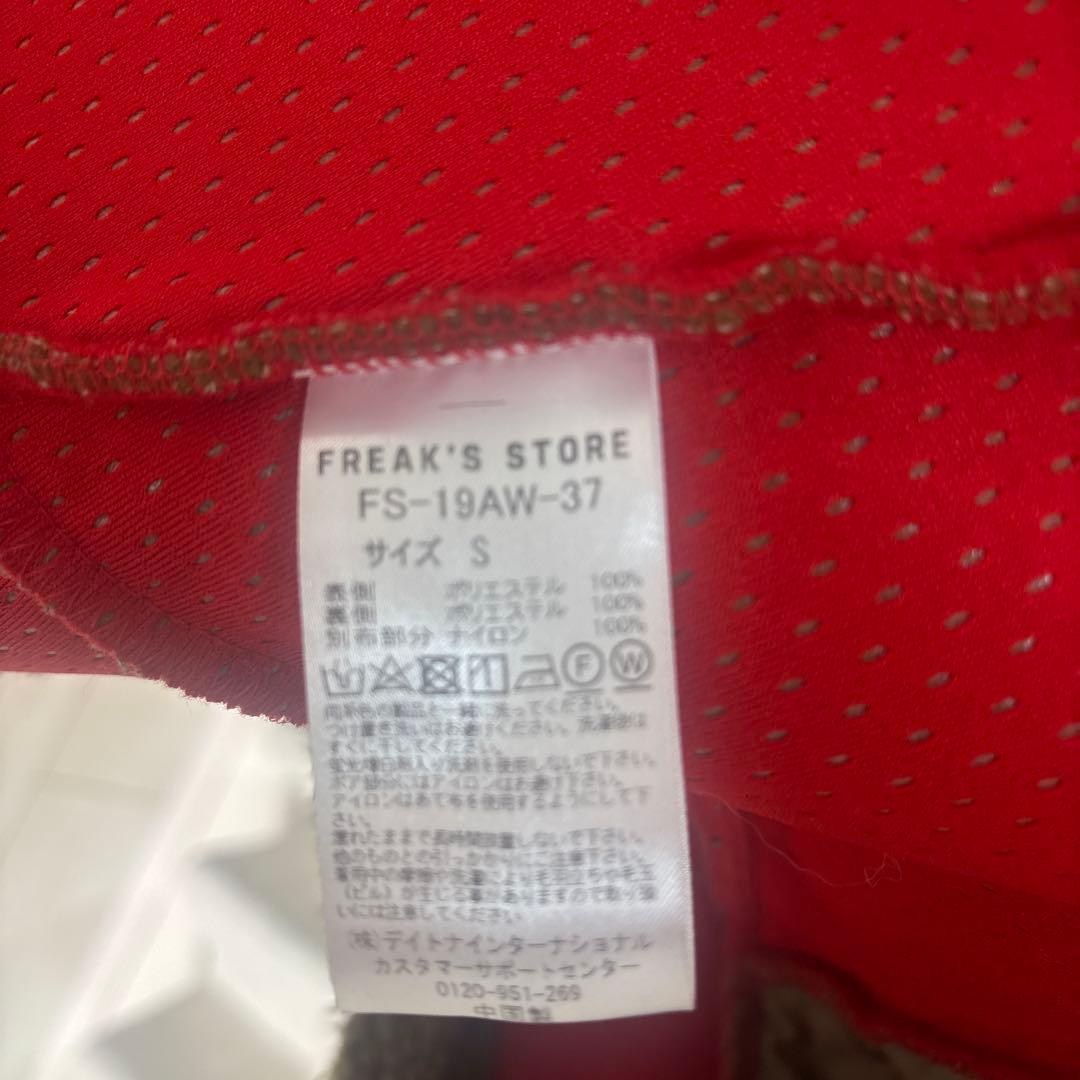 FREAK'S STORE
FS-19AW-37
サイズ S
表側 ポリエステル 100%
裏側 ポリエステル 100%
別布部分 ナイロン 100%
F W
同系色の製品と一緒に洗ってください。
つけ置き洗いはお避けください。洗濯後は
すぐに干してください。
蛍光増白剤入り洗剤を使用しないで下さい。
ボア部分にはアイロンはお避け下さい。
アイロンはあて布を使用するようにして下
さい。
濡れたままで長時間放置しないで下さい。
他のものとの引っかかりにご注意下さい。
着用中の摩擦や洗濯により毛羽立ちや毛玉
(ピル)が生じる事がありますので取り扱
いには注意してください
(株)デイトナインターナショナル
カスタマーサポートセンター
0120-951-269
中国製